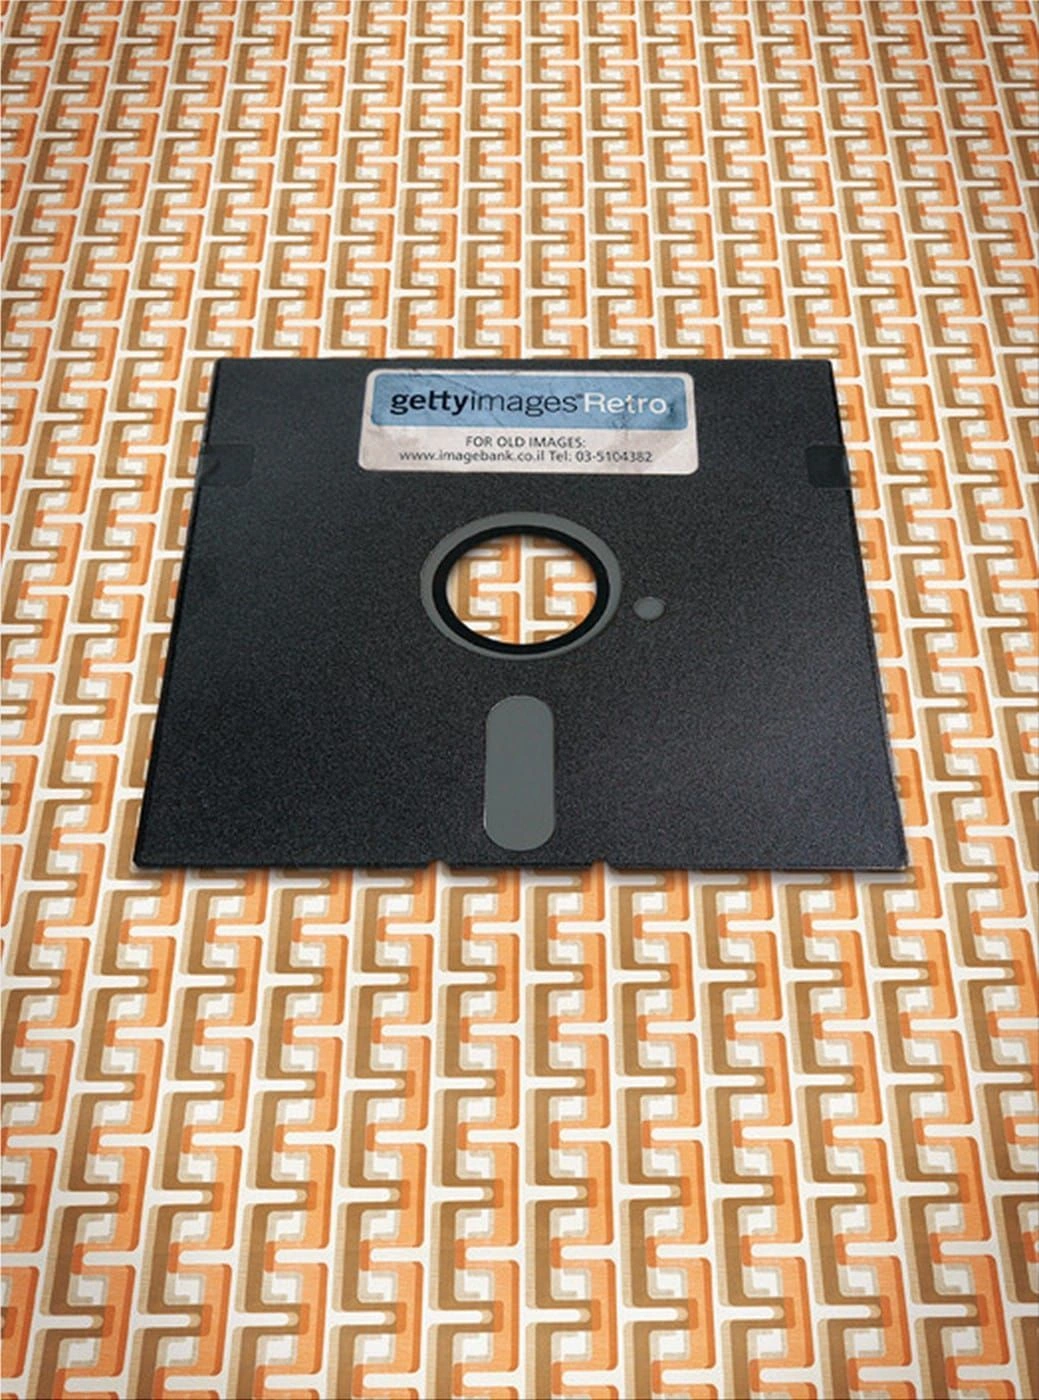 gettyimages®Retro
FOR OLD IMAGES:
www.imagebank.co.il Tel: 03-5104382